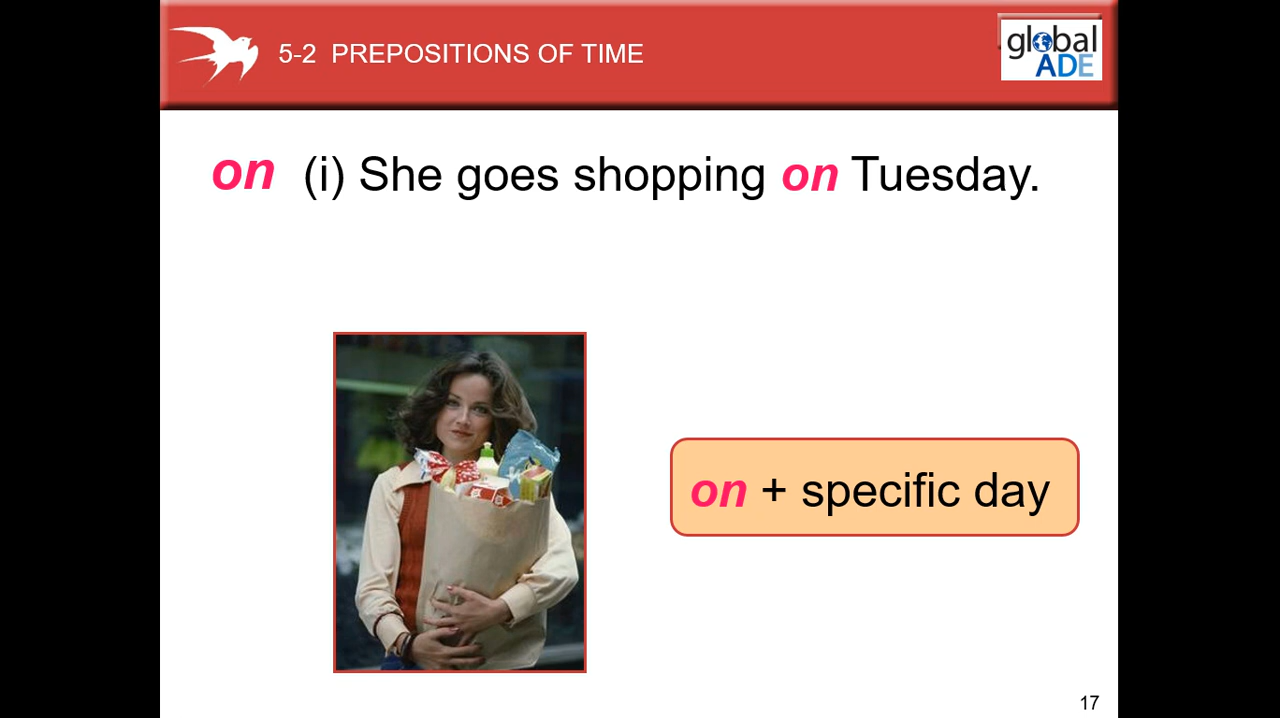 5-2 PREPOSITIONS OF TIME
global
ADE
on (i) She goes shopping on Tuesday.
on + specific day
17